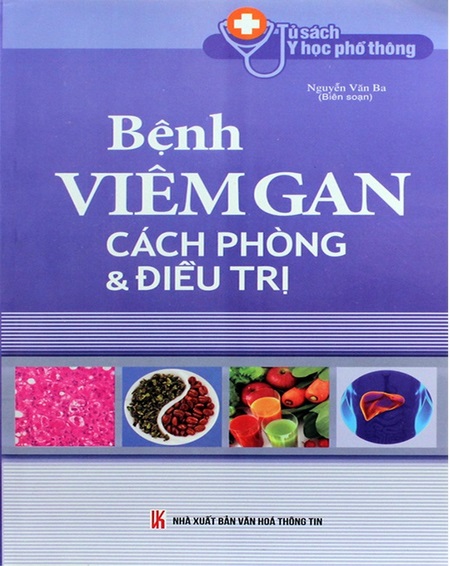 Tủ sách
Y học phổ thông
Nguyễn Văn Ba
(Biên soạn)
Bệnh
VIÊM GAN
CÁCH PHÒNG
& ĐIỀU TRỊ
NHÀ XUẤT BẢN VĂN HOÁ THÔNG TIN